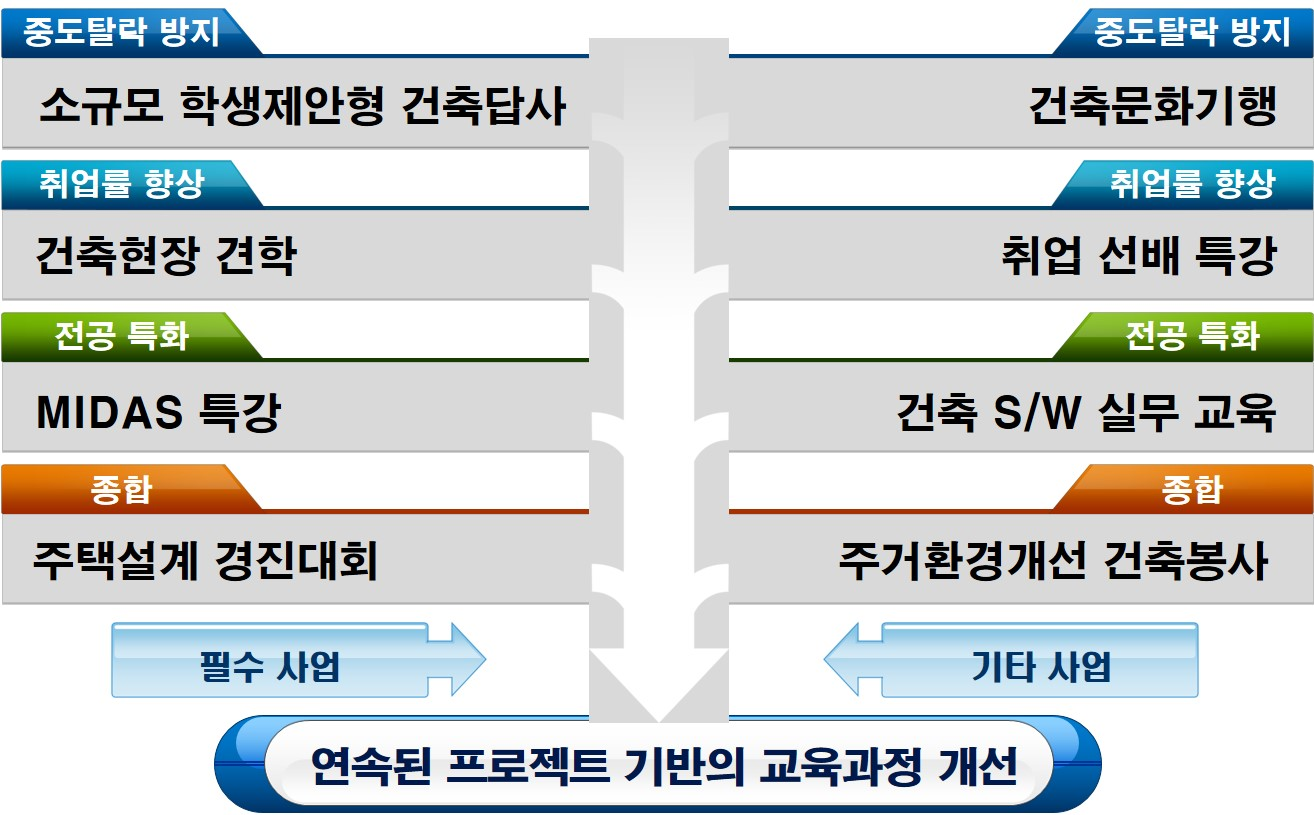 중도탈락 방지
중도탈락 방지
소규모 학생제안형 건축답사
건축문화기행
취업률 향상
취업률 향상
건축현장 견학
취업 선배 특강
전공 특화
전공 특화
MIDAS 특강
건축 S/W 실무 교육
종합
종합
주택설계 경진대회
주거환경개선 건축봉사
필수 사업
기타 사업
연속된 프로젝트 기반의 교육과정 개선